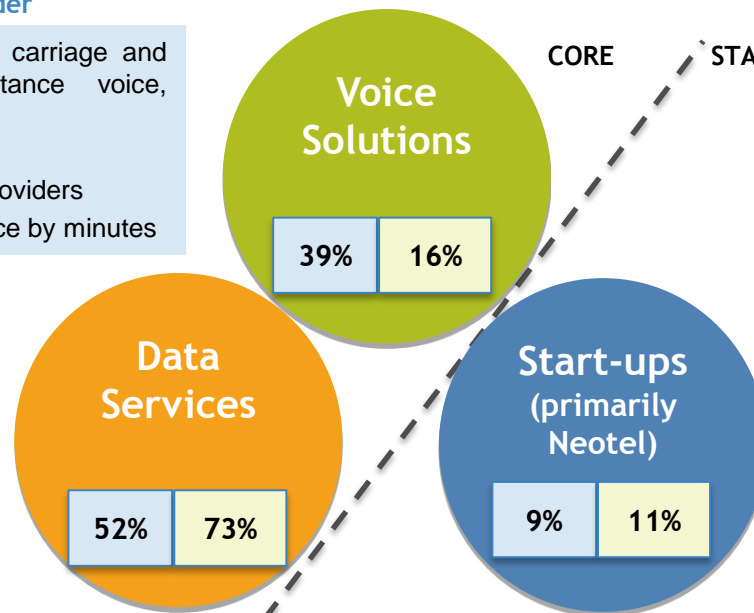 carriage and
tance voice,
oviders
ce by minutes
CORE
STA
Voice
Solutions
39% 16%
Data
Services
52% 73%
Start-ups
(primarily
Neotel)
9% 11%